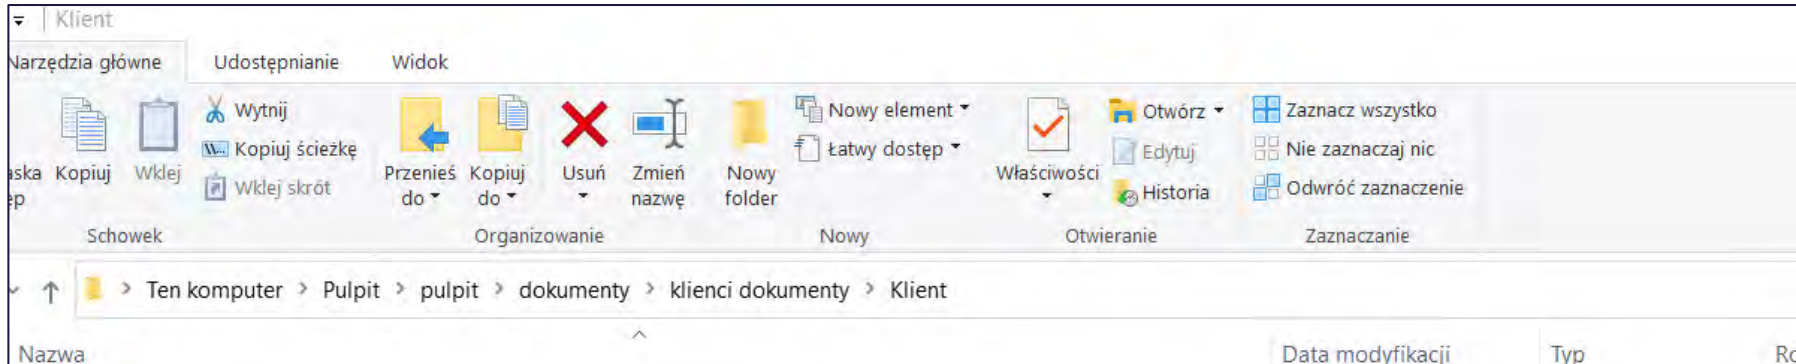 Klient
Narzędzia główne Udostępnianie Widok
Kopiuj
Wklej
Wytnij
Kopiuj ścieżkę
Wklej skrót
Schowek
Przenieś do
Kopiuj do
Usuń
Zmień nazwę
Organizowanie
Nowy folder
Nowy element
Łatwy dostęp
Nowy
Właściwości
Otwórz
Edytuj
Historia
Otwieranie
Zaznacz wszystko
Nie zaznaczaj nic
Odwróć zaznaczenie
Zaznaczanie
Ten komputer > Pulpit > pulpit > dokumenty > klienci dokumenty > Klient
Nazwa Data modyfikacji Typ